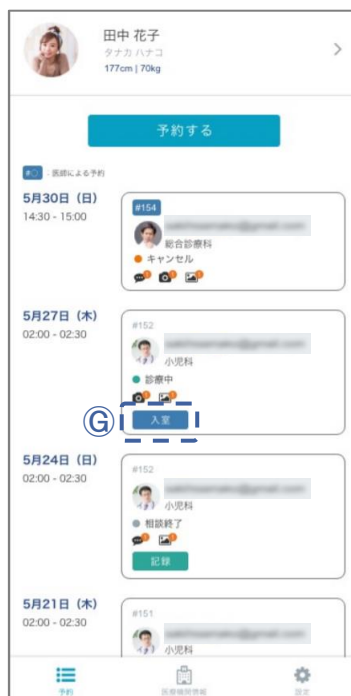 田中 花子
タナカ ハナコ
177cm | 70kg
予約する
#〇 : 医師による予約
5月30日（日）
14:30 - 15:00
#154
総合診療科
キャンセル
5月27日（木）
02:00 - 02:30
#152
小児科
診療中
Ⓖ
入室
5月24日（日）
02:00 - 02:30
#152
小児科
相談終了
記録
5月21日（木）
02:00 - 02:30
#151
小児科
予約
医療機関情報
設定